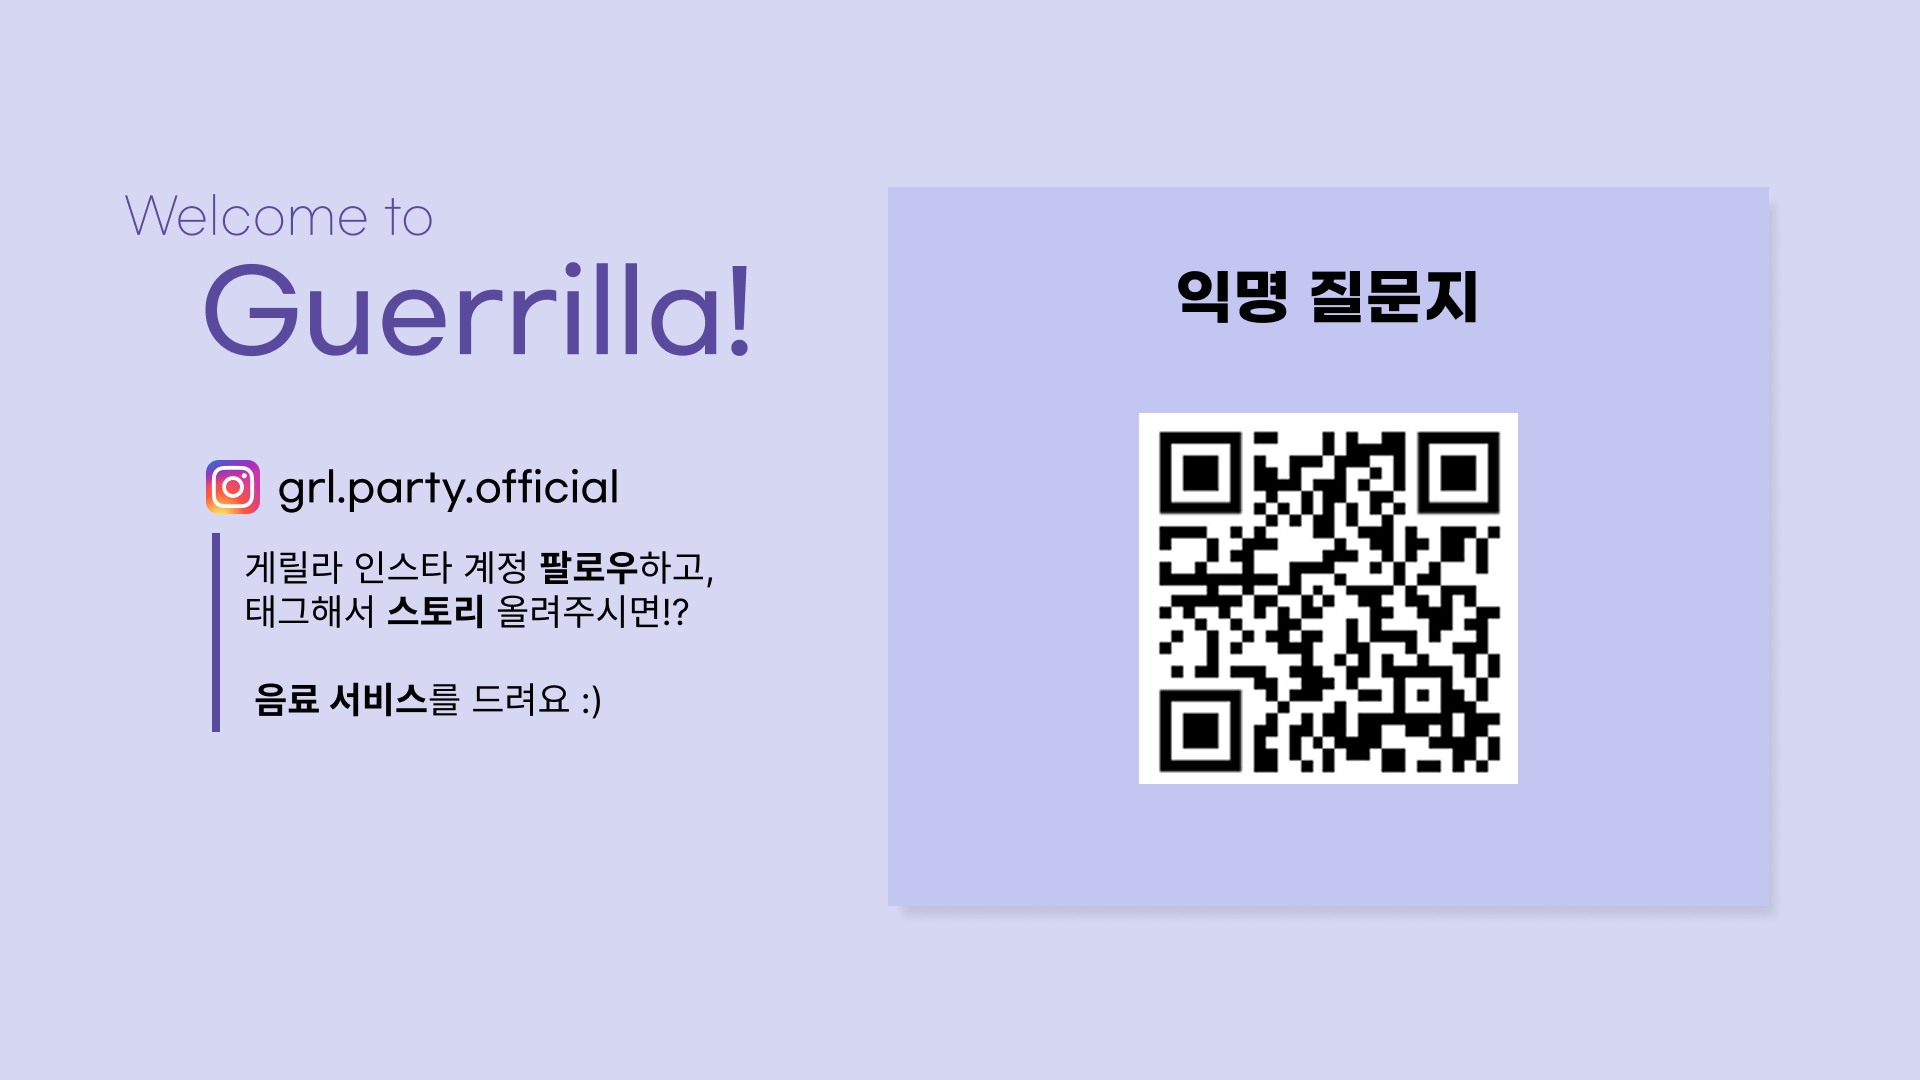 Welcome to
Guerrilla!
grl.party.official
게릴라 인스타 계정 팔로우하고,
태그해서 스토리 올려주시면!?
음료 서비스를 드려요 :)
익명 질문지